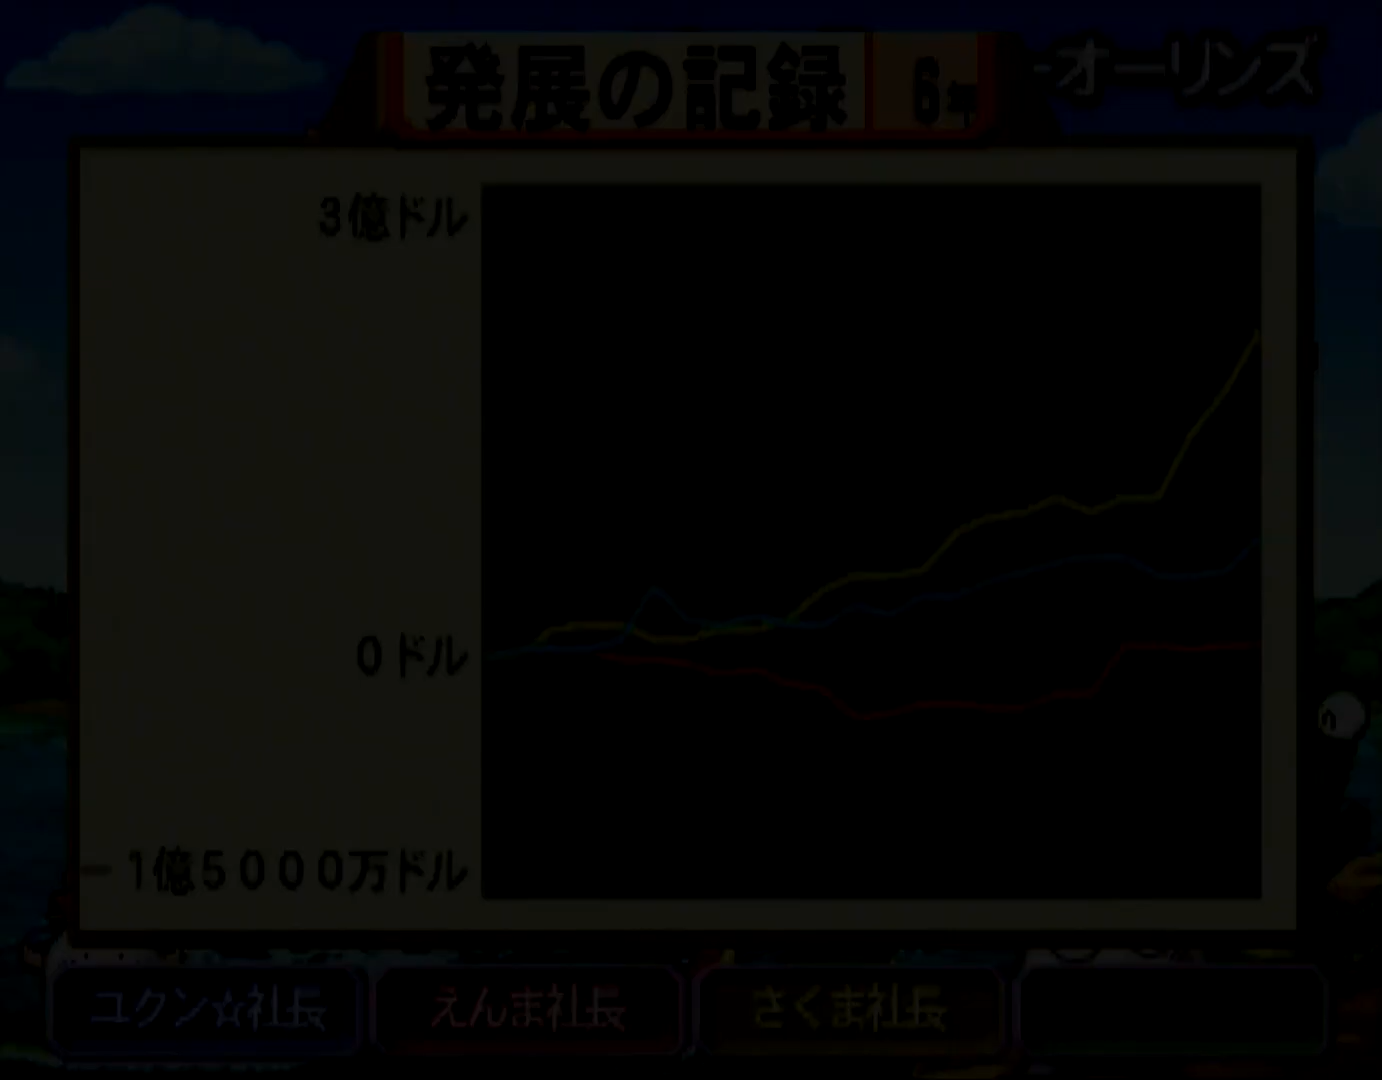 発展の記録 6年
ーオーリンズ
3億ドル
0ドル
－1億5000万ドル
ユクン☆社長 えんま社長 さくま社長